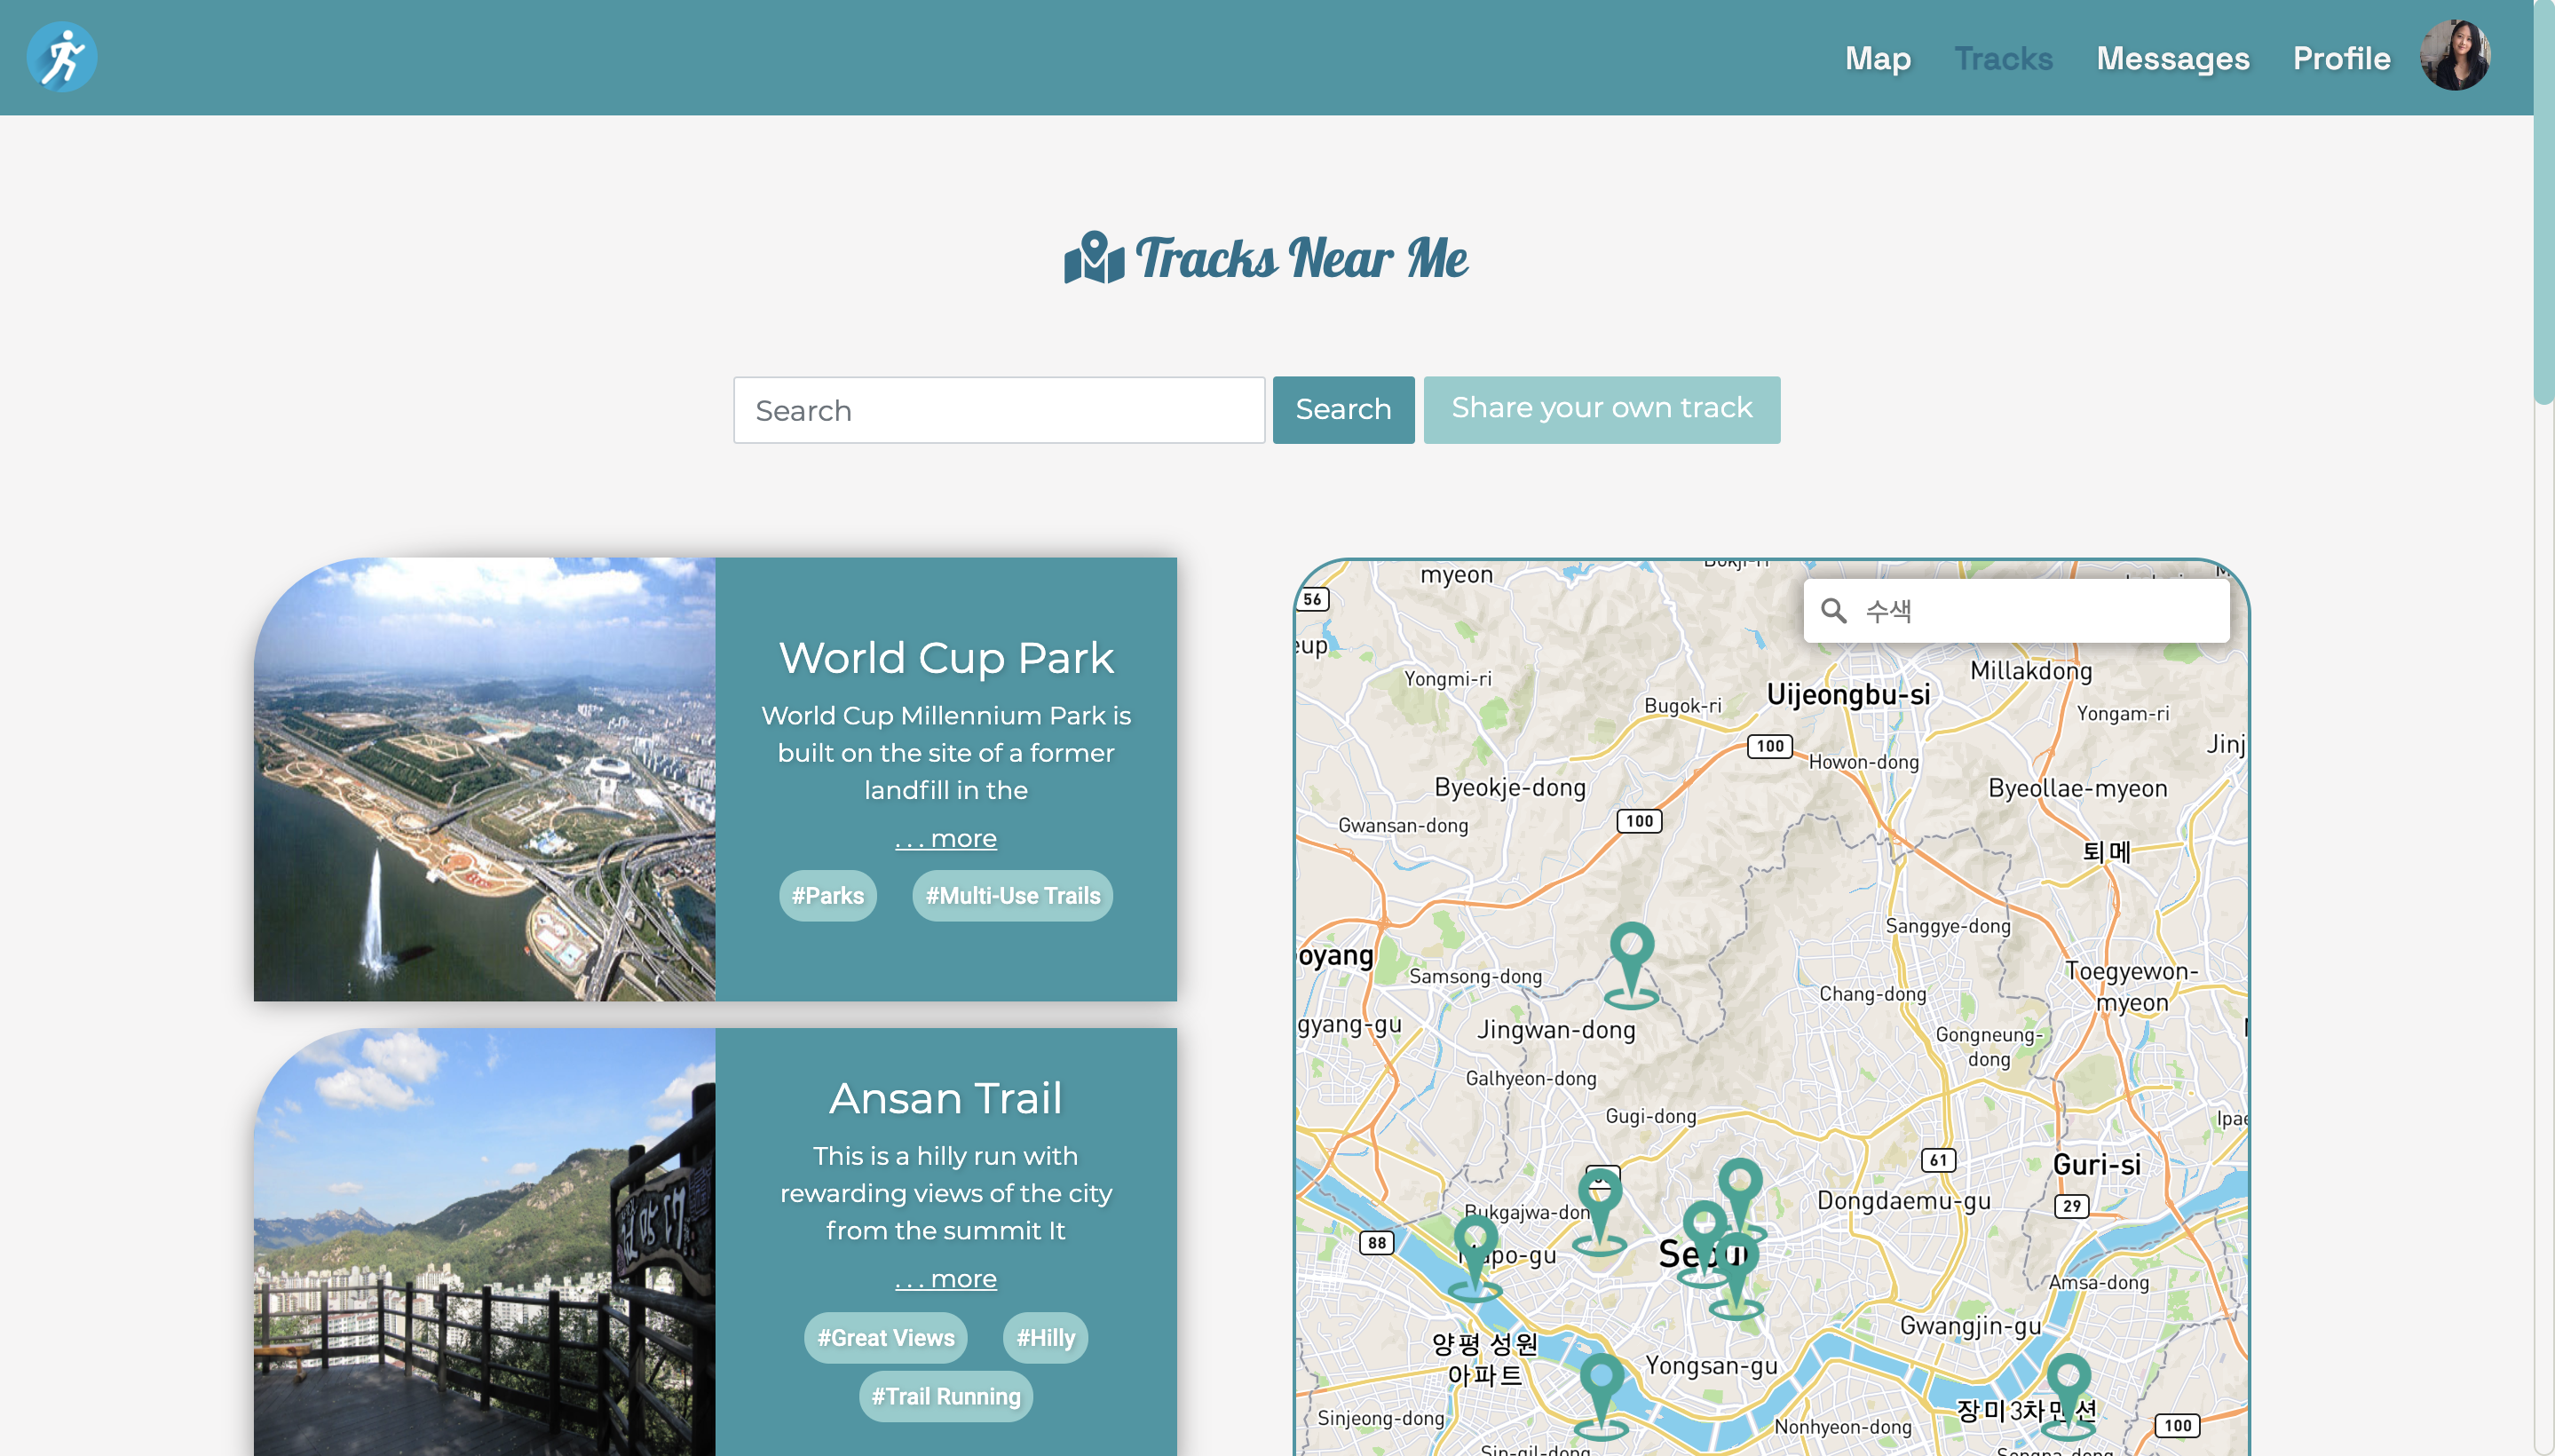 Map
Tracks
Messages
Profile
Tracks Near Me
Search
Search
Share your own track
World Cup Park
World Cup Millennium Park is
built on the site of a former
landfill in the
. . . more
#Parks
#Multi-Use Trails
Ansan Trail
This is a hilly run with
rewarding views of the city
from the summit It
. . . more
#Great Views
#Hilly
#Trail Running
수색
myeon
56
eup
Yongmi-ri
Bugok-ri
Uijeongbu-si
Millakdong
Yongam-ri
Jinj
100
Howon-dong
Byeokje-dong
Byeollae-myeon
Gwansan-dong
100
퇴메
Sanggye-dong
oyang
Samsong-dong
Toegyewon-
myeon
Chang-dong
gyang-gu
Jingwan-dong
Gongneung-
dong
Galhyeon-dong
Gugi-dong
Ipae
61
Guri-si
Dongdaemu-gu
29
Bukgajwa-don
88
Mapo-gu
Seoul
Amsa-dong
양평 성원
아파트
Gwangjin-gu
Yongsan-gu
장미3차맨션
Sinjeong-dong
Nonhyeon-dong
100
Sin-gil-dong